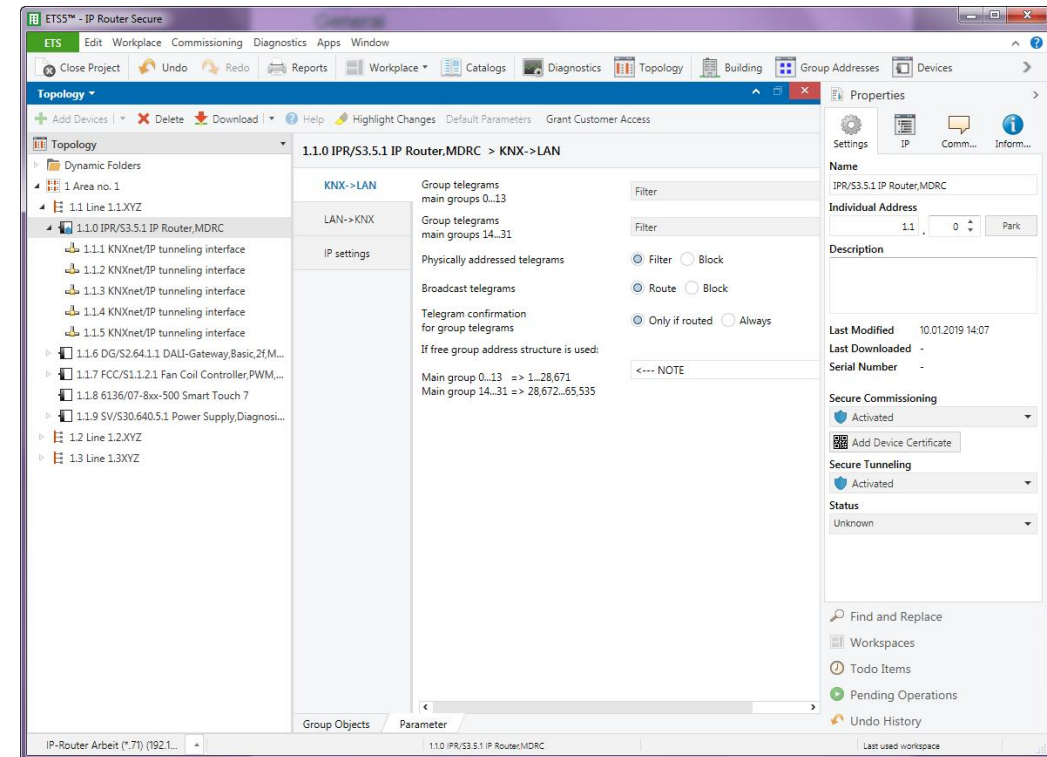 ETS5™ - IP Router Secure
General
ETS Edit Workplace Commissioning Diagnostics Apps Window
Close Project Undo Redo Reports Workplace Catalogs Diagnostics Topology Building Group Addresses Devices
Topology
Add Devices Delete Download Help Highlight Changes Default Parameters Grant Customer Access
Topology
Dynamic Folders
1 Area no. 1
1.1 Line 1.1.XYZ
1.1.0 IPR/S3.5.1 IP Router,MDRC
1.1.1 KNXnet/IP tunneling interface
1.1.2 KNXnet/IP tunneling interface
1.1.3 KNXnet/IP tunneling interface
1.1.4 KNXnet/IP tunneling interface
1.1.5 KNXnet/IP tunneling interface
1.1.6 DG/S2.64.1.1 DALI-Gateway,Basic,2f,M...
1.1.7 FCC/S1.1.2.1 Fan Coil Controller,PWM,...
1.1.8 6136/07-8xx-500 Smart Touch 7
1.1.9 SV/S30.640.5.1 Power Supply,Diagnosi...
1.2 Line 1.2.XYZ
1.3 Line 1.3XYZ
1.1.0 IPR/S3.5.1 IP Router,MDRC > KNX->LAN
KNX->LAN
LAN->KNX
IP settings
Group telegrams
main groups 0...13
Filter
Group telegrams
main groups 14...31
Filter
Physically addressed telegrams Filter Block
Broadcast telegrams Route Block
Telegram confirmation
for group telegrams
Only if routed Always
If free group address structure is used:
<--- NOTE
Main group 0...13 => 1...28,671
Main group 14...31 => 28,672...65,535
Group Objects Parameter
Properties
Settings IP Comm... Inform...
Name
IPR/S3.5.1 IP Router,MDRC
Individual Address
1.1 . 0 Park
Description
Last Modified 10.01.2019 14:07
Last Downloaded -
Serial Number -
Secure Commissioning
Activated
Add Device Certificate
Secure Tunneling
Activated
Status
Unknown
Find and Replace
Workspaces
Todo Items
Pending Operations
Undo History
IP-Router Arbeit (*.71) (192.1... 1.1.0 IPR/S3.5.1 IP Router,MDRC Last used workspace